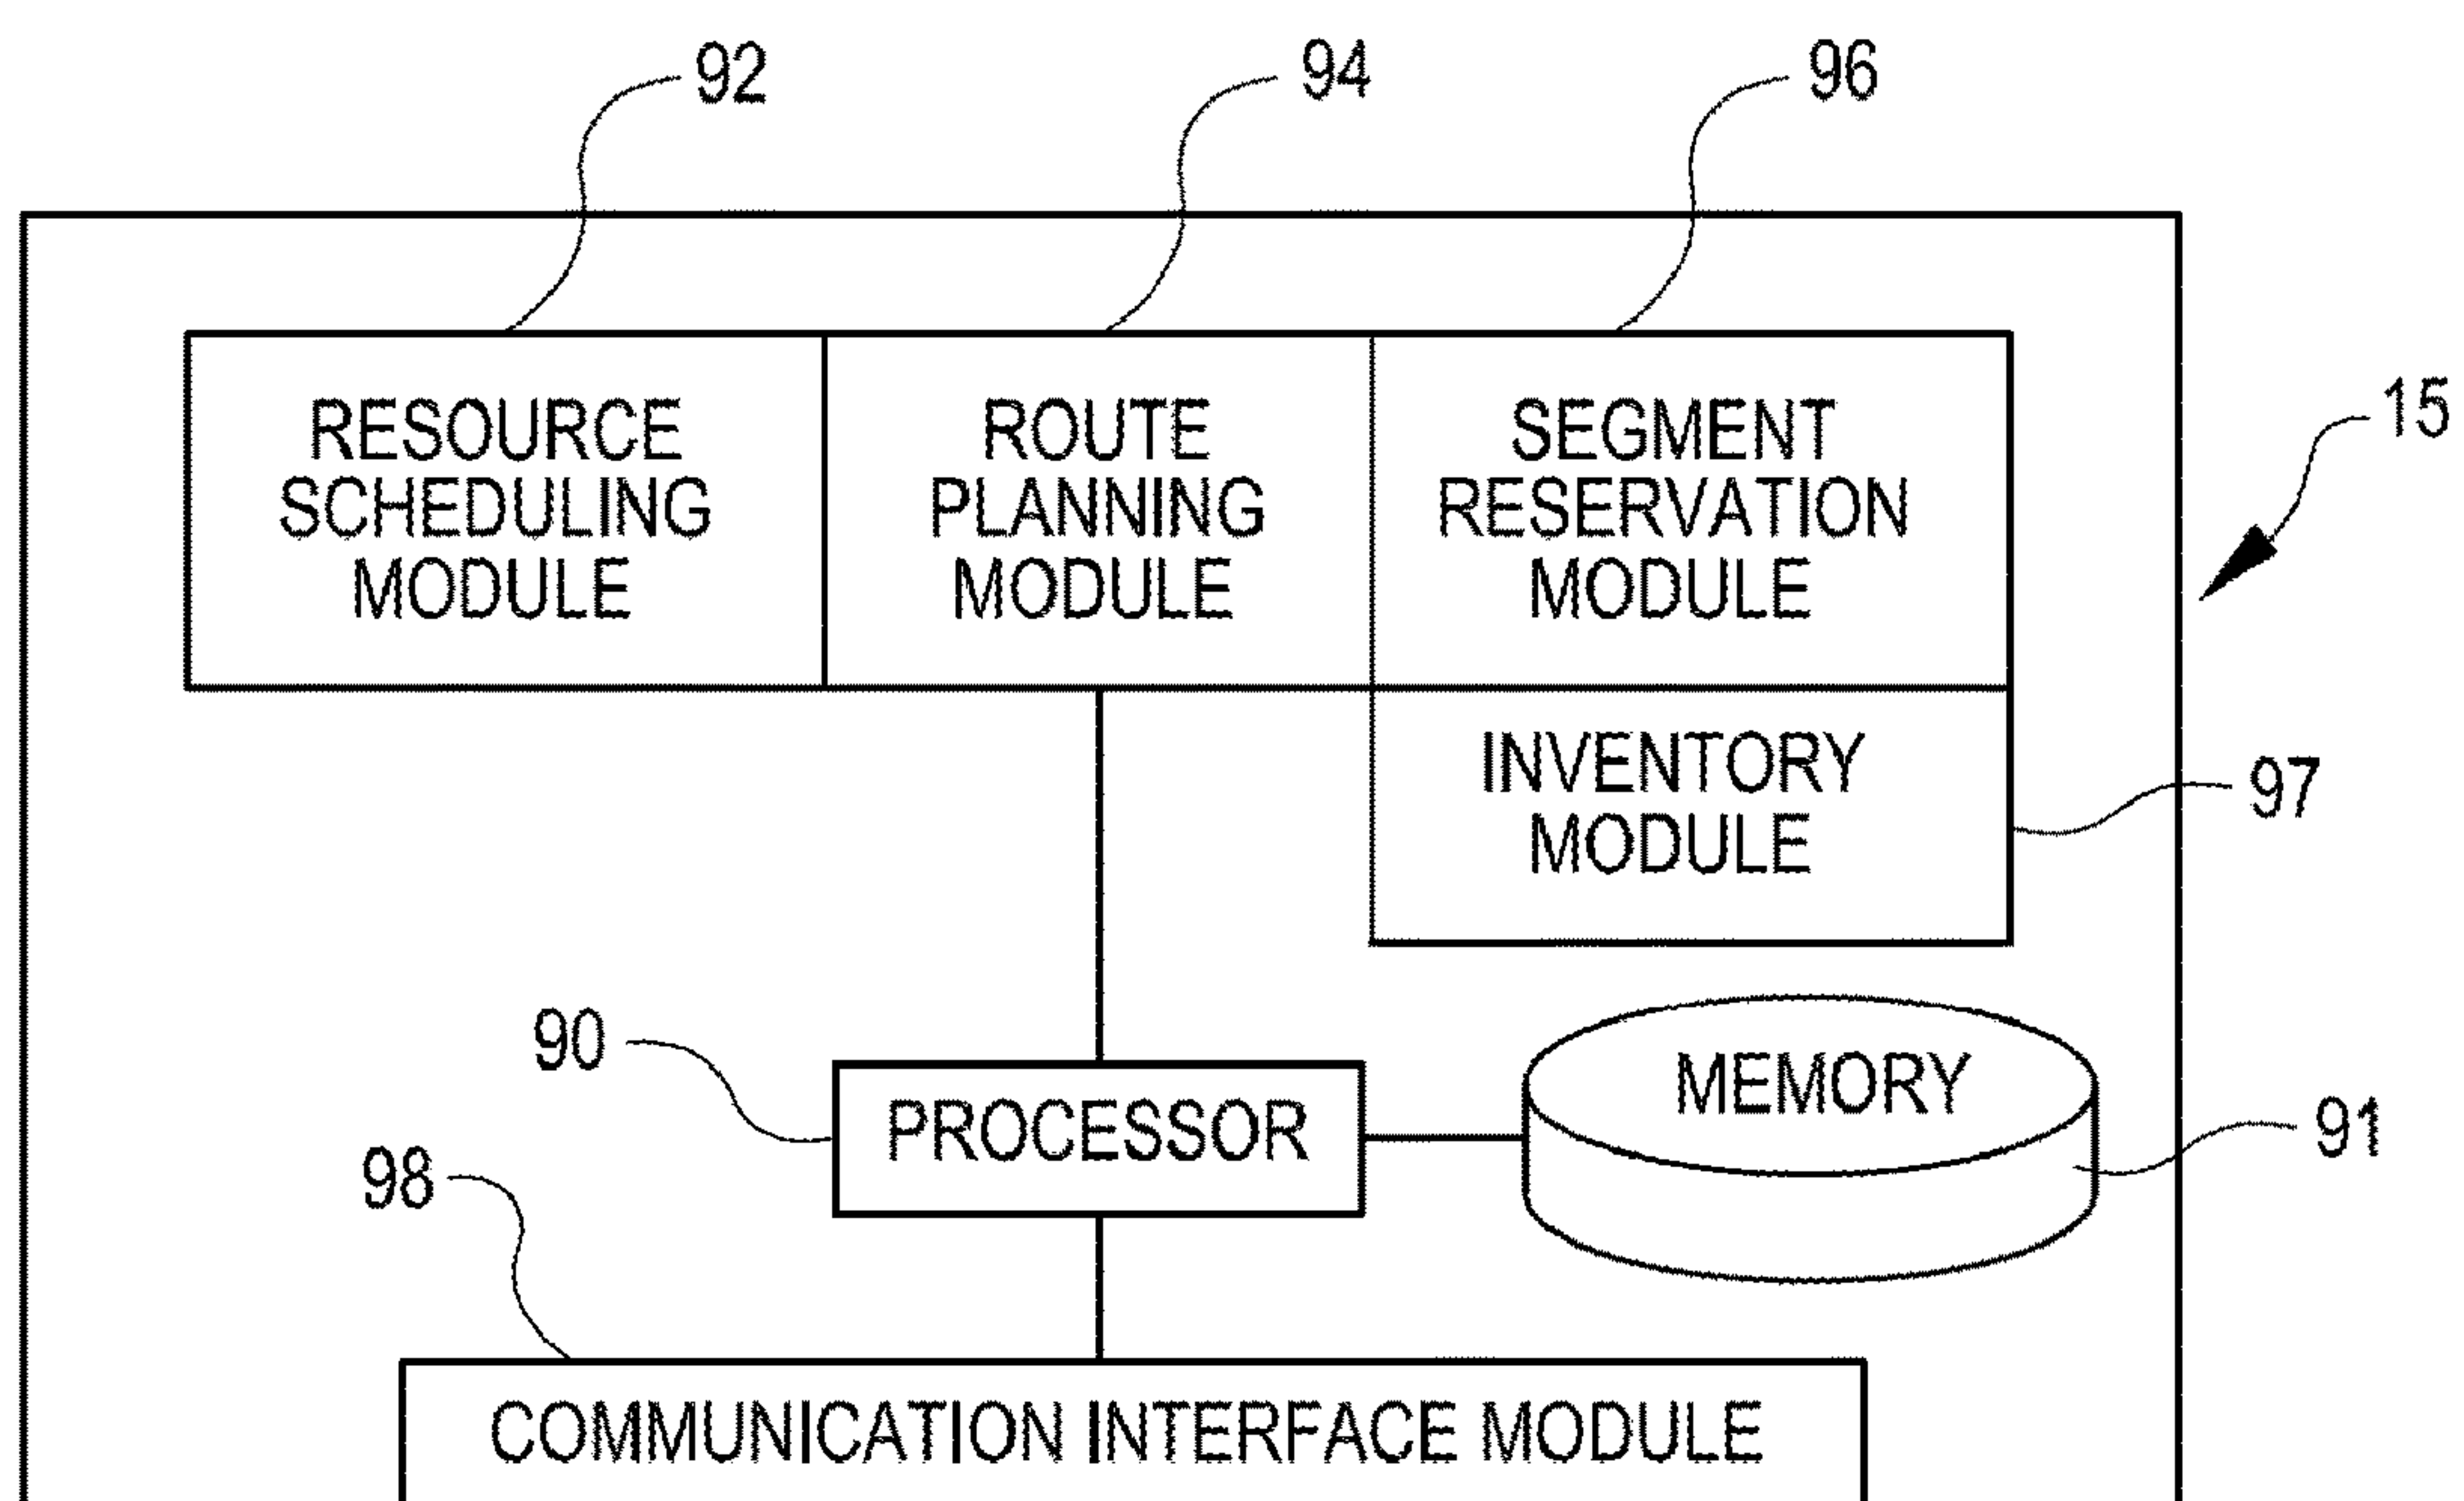 92
94
96
RESOURCE
SCHEDULING
MODULE
ROUTE
PLANNING
MODULE
SEGMENT
RESERVATION
MODULE
15
INVENTORY
MODULE
97
90
PROCESSOR
MEMORY
91
98
COMMUNICATION INTERFACE MODULE